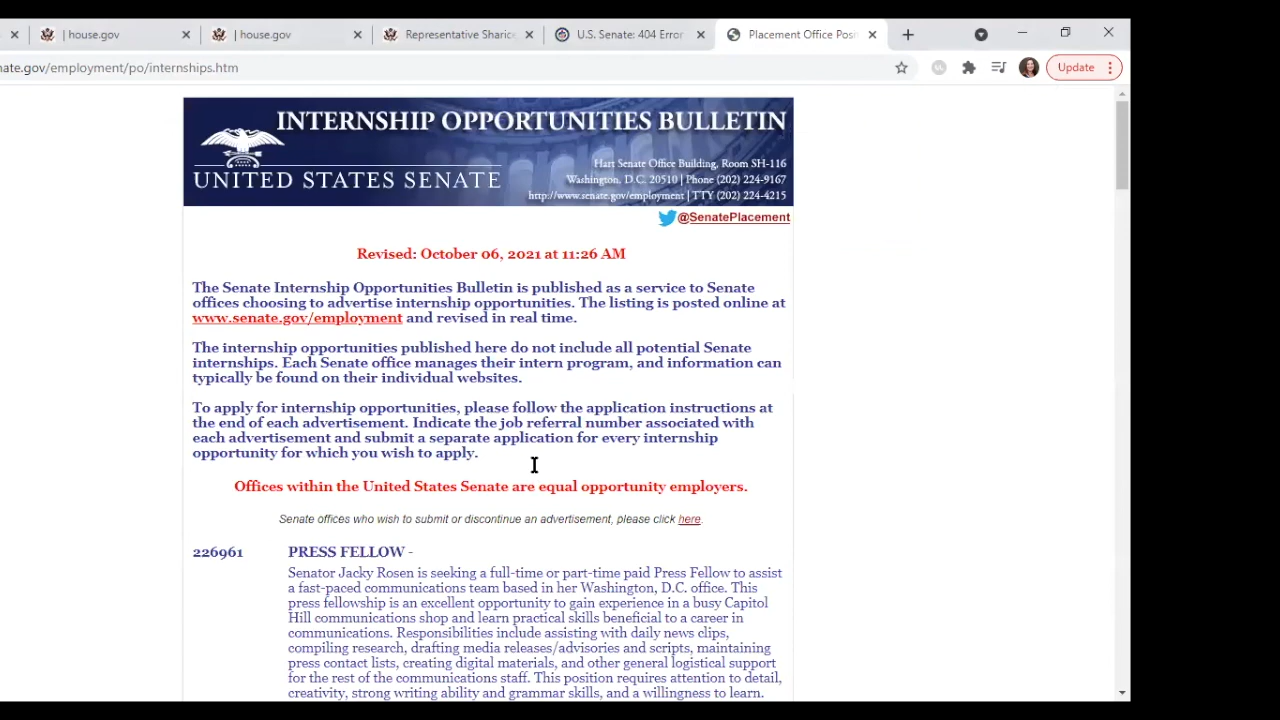 | house.gov
| house.gov
Representative Sharice
U.S. Senate: 404 Error
Placement Office Posi
nate.gov/employment/po/internships.htm
Update
INTERNSHIP OPPORTUNITIES BULLETIN
UNITED STATES SENATE
Hart Senate Office Building, Room SH-116
Washington, D.C. 20510 | Phone (202) 224-9167
http://www.senate.gov/employment | TTY (202) 224-4215
@SenatePlacement
Revised: October 06, 2021 at 11:26 AM
The Senate Internship Opportunities Bulletin is published as a service to Senate
offices choosing to advertise internship opportunities. The listing is posted online at
www.senate.gov/employment and revised in real time.
The internship opportunities published here do not include all potential Senate
internships. Each Senate office manages their intern program, and information can
typically be found on their individual websites.
To apply for internship opportunities, please follow the application instructions at
the end of each advertisement. Indicate the job referral number associated with
each advertisement and submit a separate application for every internship
opportunity for which you wish to apply.
Offices within the United States Senate are equal opportunity employers.
Senate offices who wish to submit or discontinue an advertisement, please click here.
226961 PRESS FELLOW -
Senator Jacky Rosen is seeking a full-time or part-time paid Press Fellow to assist
a fast-paced communications team based in her Washington, D.C. office. This
press fellowship is an excellent opportunity to gain experience in a busy Capitol
Hill communications shop and learn practical skills beneficial to a career in
communications. Responsibilities include assisting with daily news clips,
compiling research, drafting media releases/advisories and scripts, maintaining
press contact lists, creating digital materials, and other general logistical support
for the rest of the communications staff. This position requires attention to detail,
creativity, strong writing ability and grammar skills, and a willingness to learn.